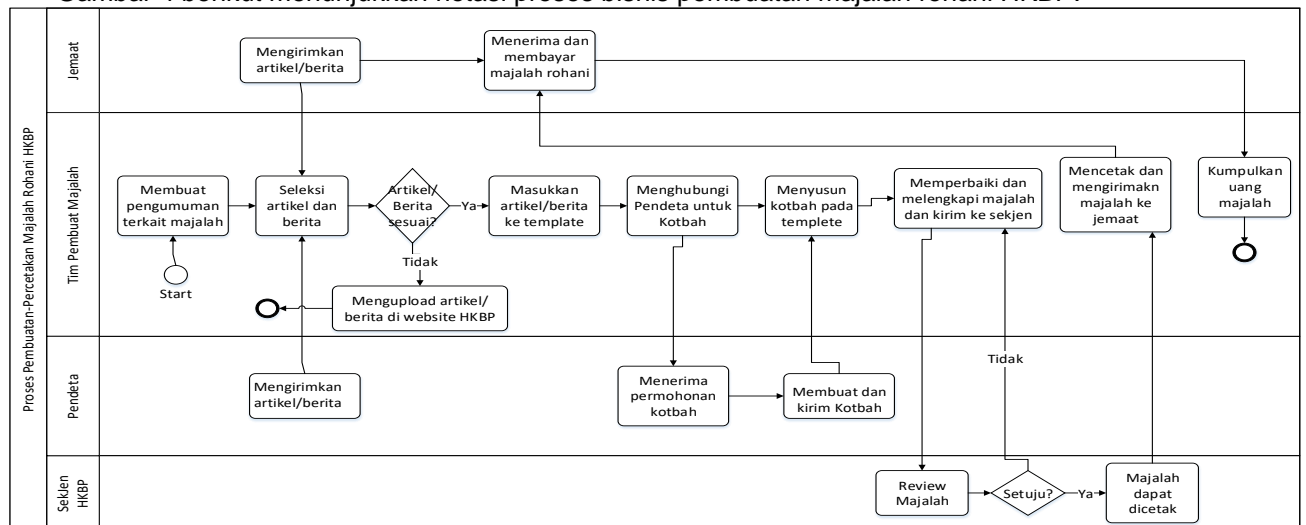 Gambar 4 berikut menunjukkan notasi proses bisnis pembuatan majalah rohani HKBP.
Proses Pembuatan-Percetakan Majalah Rohani HKBP
Jemaat
Mengirimkan
artikel/berita
Menerima dan
membayar
majalah rohani
Tim Pembuat Majalah
Membuat
pengumuman
terkait majalah
Start
Seleksi
artikel dan
berita
Artikel/
Berita
sesuai?
Ya
Tidak
Mengupload artikel/
berita di website HKBP
Masukkan
artikel/berita
ke template
Menghubungi
Pendeta untuk
Kotbah
Menyusun
kotbah pada
templete
Memperbaiki dan
melengkapi majalah
dan kirim ke sekjen
Mencetak dan
mengirimakn
majalah ke
jemaat
Kumpulkan
uang
majalah
Pendeta
Mengirimkan
artikel/berita
Menerima
permohonan
kotbah
Membuat dan
kirim Kotbah
Tidak
SekJen
HKBP
Review
Majalah
Setuju?
Ya
Majalah
dapat
dicetak